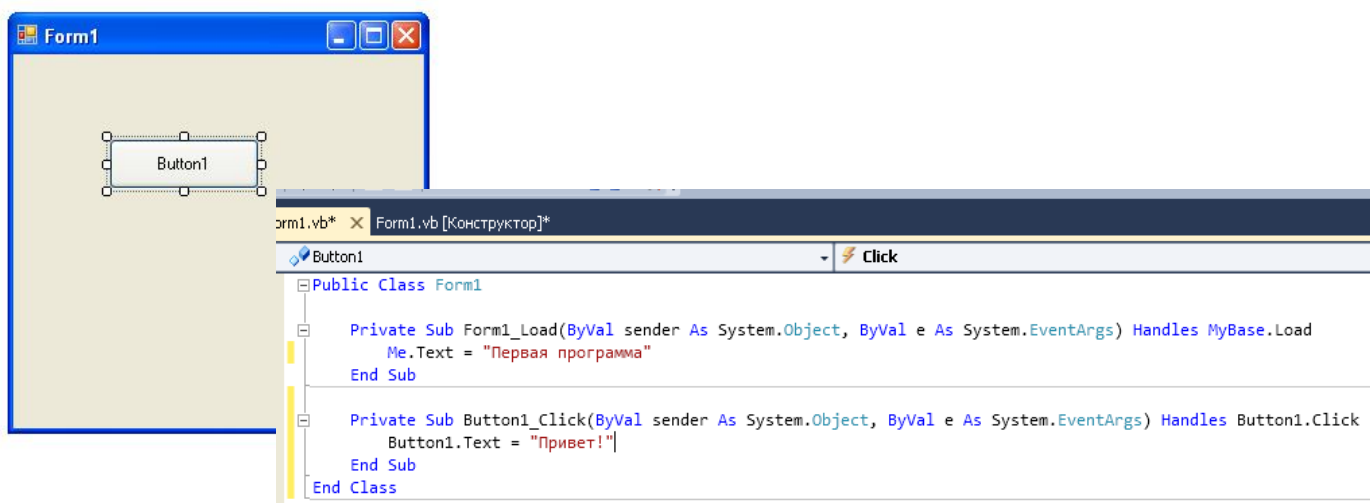 Form1
Button1
orm1.vb* Form1.vb [Конструктор]*
Button1 Click
Public Class Form1
Private Sub Form1_Load(ByVal sender As System.Object, ByVal e As System.EventArgs) Handles MyBase.Load
Me.Text = "Первая программа"
End Sub
Private Sub Button1_Click(ByVal sender As System.Object, ByVal e As System.EventArgs) Handles Button1.Click
Button1.Text = "Привет!"
End Sub
End Class